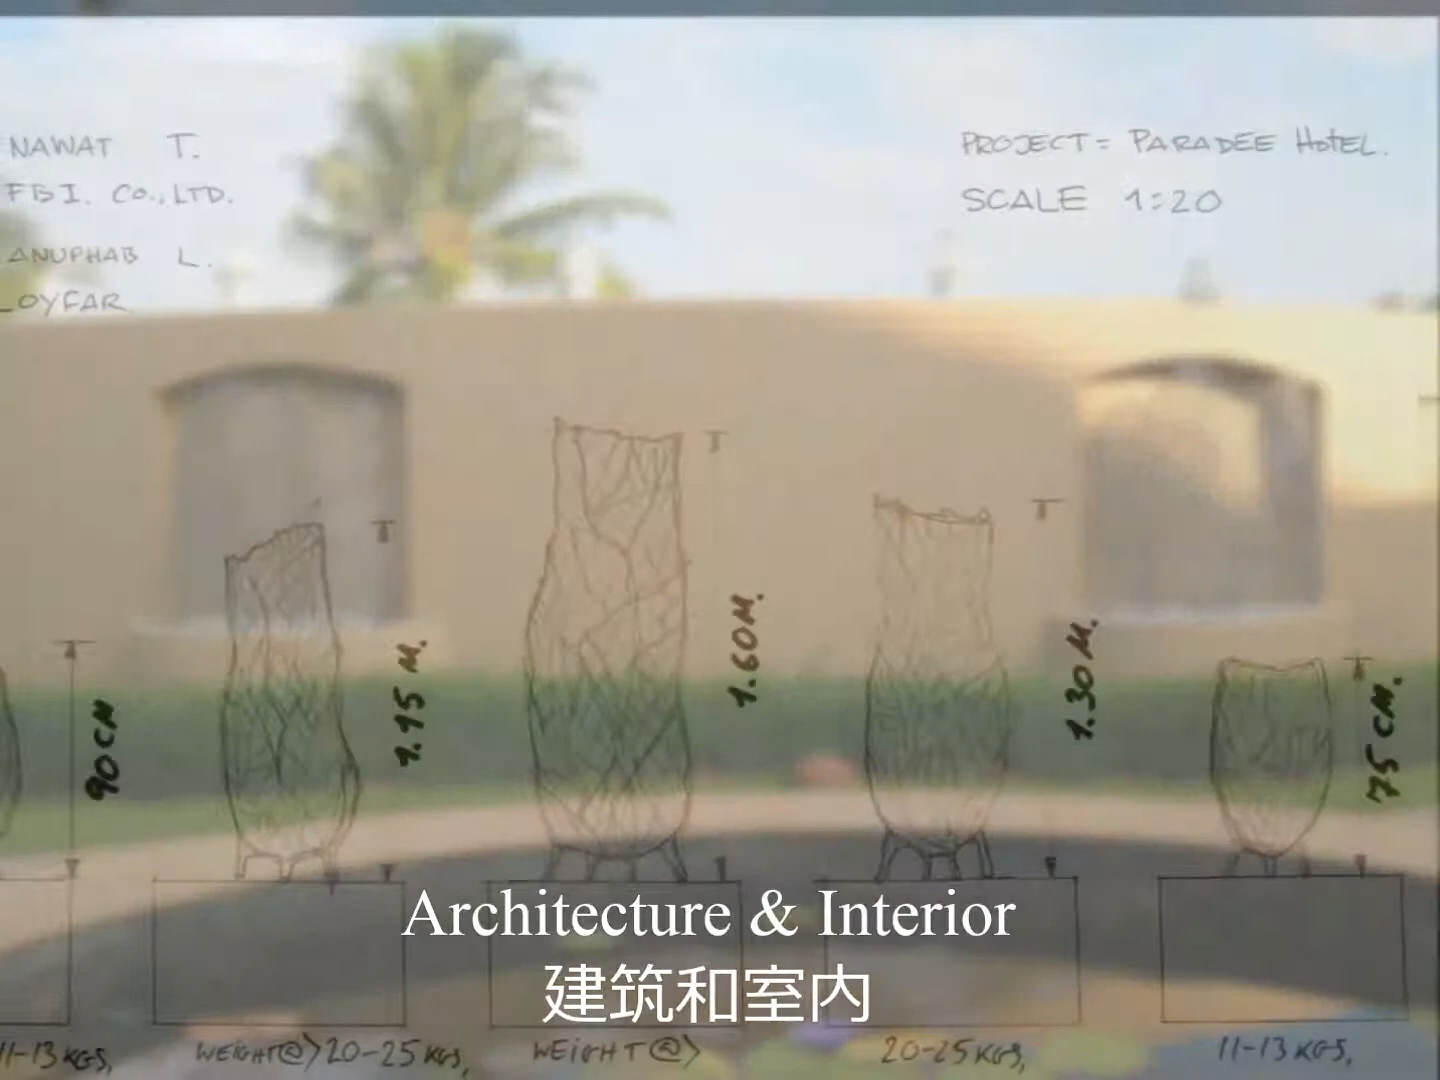 NAWAT T.
FBI. CO.,LTD.
ANUPHAB L.
LOYFAR
PROJECT = PARADEE HOTEL.
SCALE 1:20
90 CM
1.15 M.
1.60 M.
1.30 M.
75 CM.
Architecture & Interior
建筑和室内
11-13 KGS,
WEIGHT@> 20-25 KGS,
WEIGHT@>
20-25 KGS,
11-13 KGS,